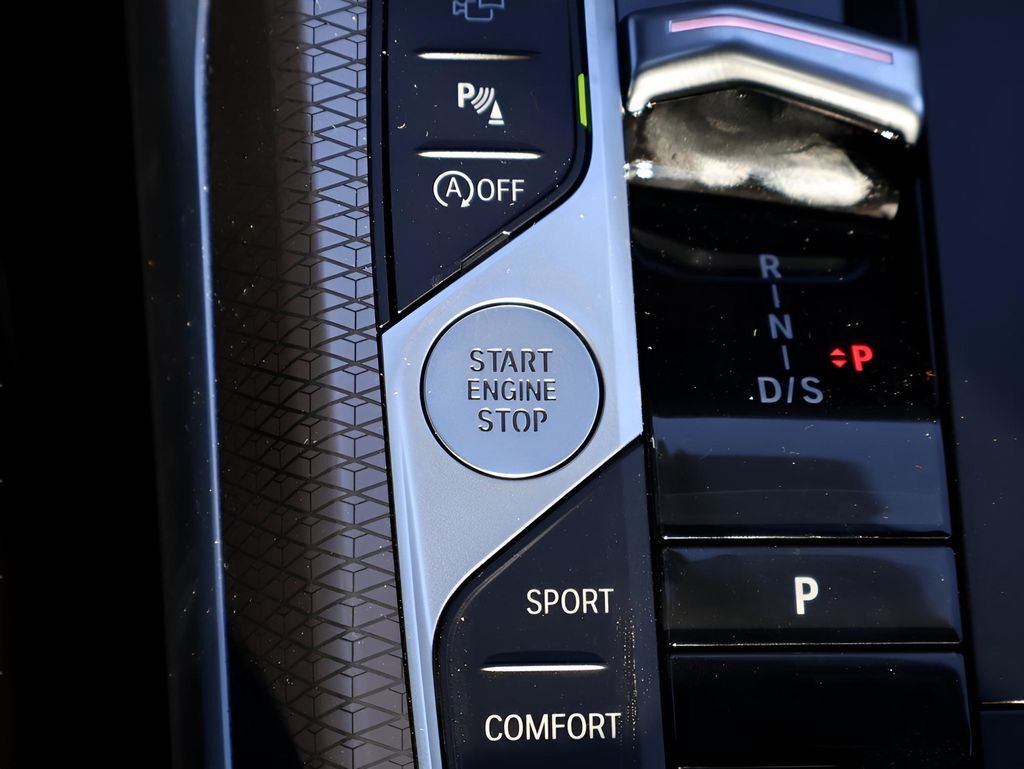 P
A OFF
START
ENGINE
STOP
R
N
D/S
P
P
SPORT
COMFORT